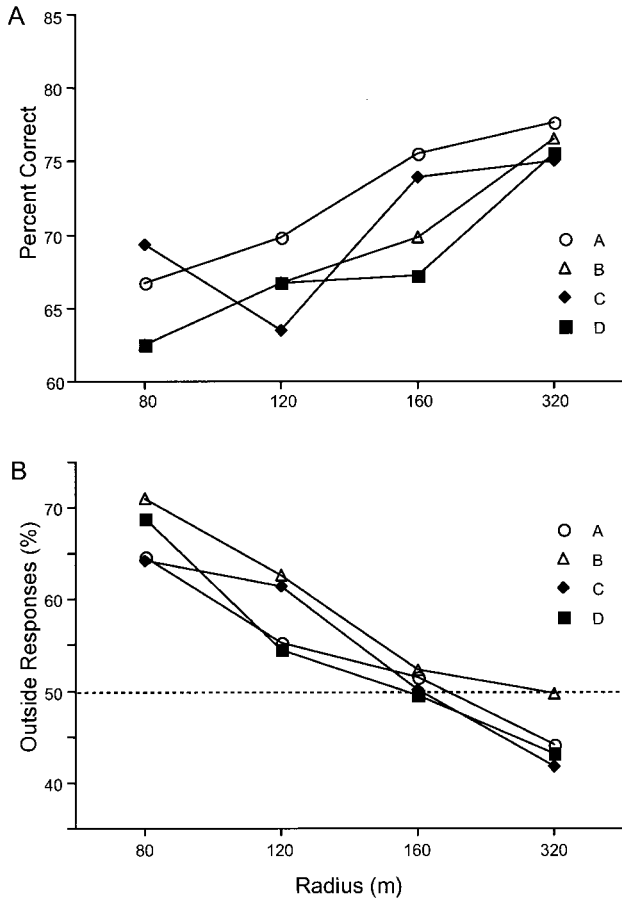 A
Percent Correct
85
80
75
70
65
60
80 120 160 320
A
B
C
D
B
Outside Responses (%)
70
60
50
40
A
B
C
D
80 120 160 320
Radius (m)